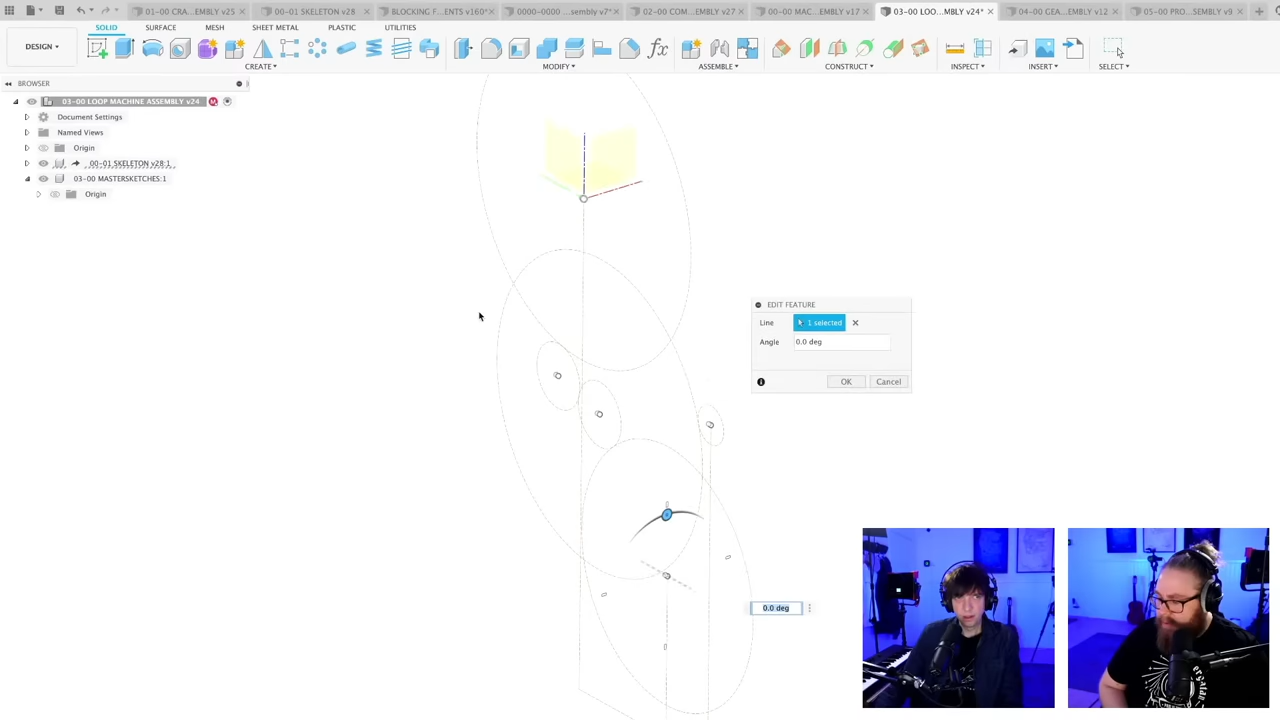 01-00 CRA...EMBLY v25
00-01 SKELETON v28
BLOCKING F...ENTS v160*
0000-0000 ...sembly v7*
02-00 COM...EMBLY v27
00-00 MAC...EMBLY v17
03-00 LOO...MBLY v24*
04-00 GEA...EMBLY v12
05-00 PRO...SEMBLY v9
SOLID
SURFACE
MESH
SHEET METAL
PLASTIC
UTILITIES
DESIGN
CREATE
MODIFY
ASSEMBLE
CONSTRUCT
INSPECT
INSERT
SELECT
BROWSER
03-00 LOOP MACHINE ASSEMBLY v24
Document Settings
Named Views
Origin
00-01 SKELETON v28:1
03-00 MASTERSKETCHES:1
Origin
EDIT FEATURE
Line 1 selected
Angle 0.0 deg
OK Cancel
0.0 deg